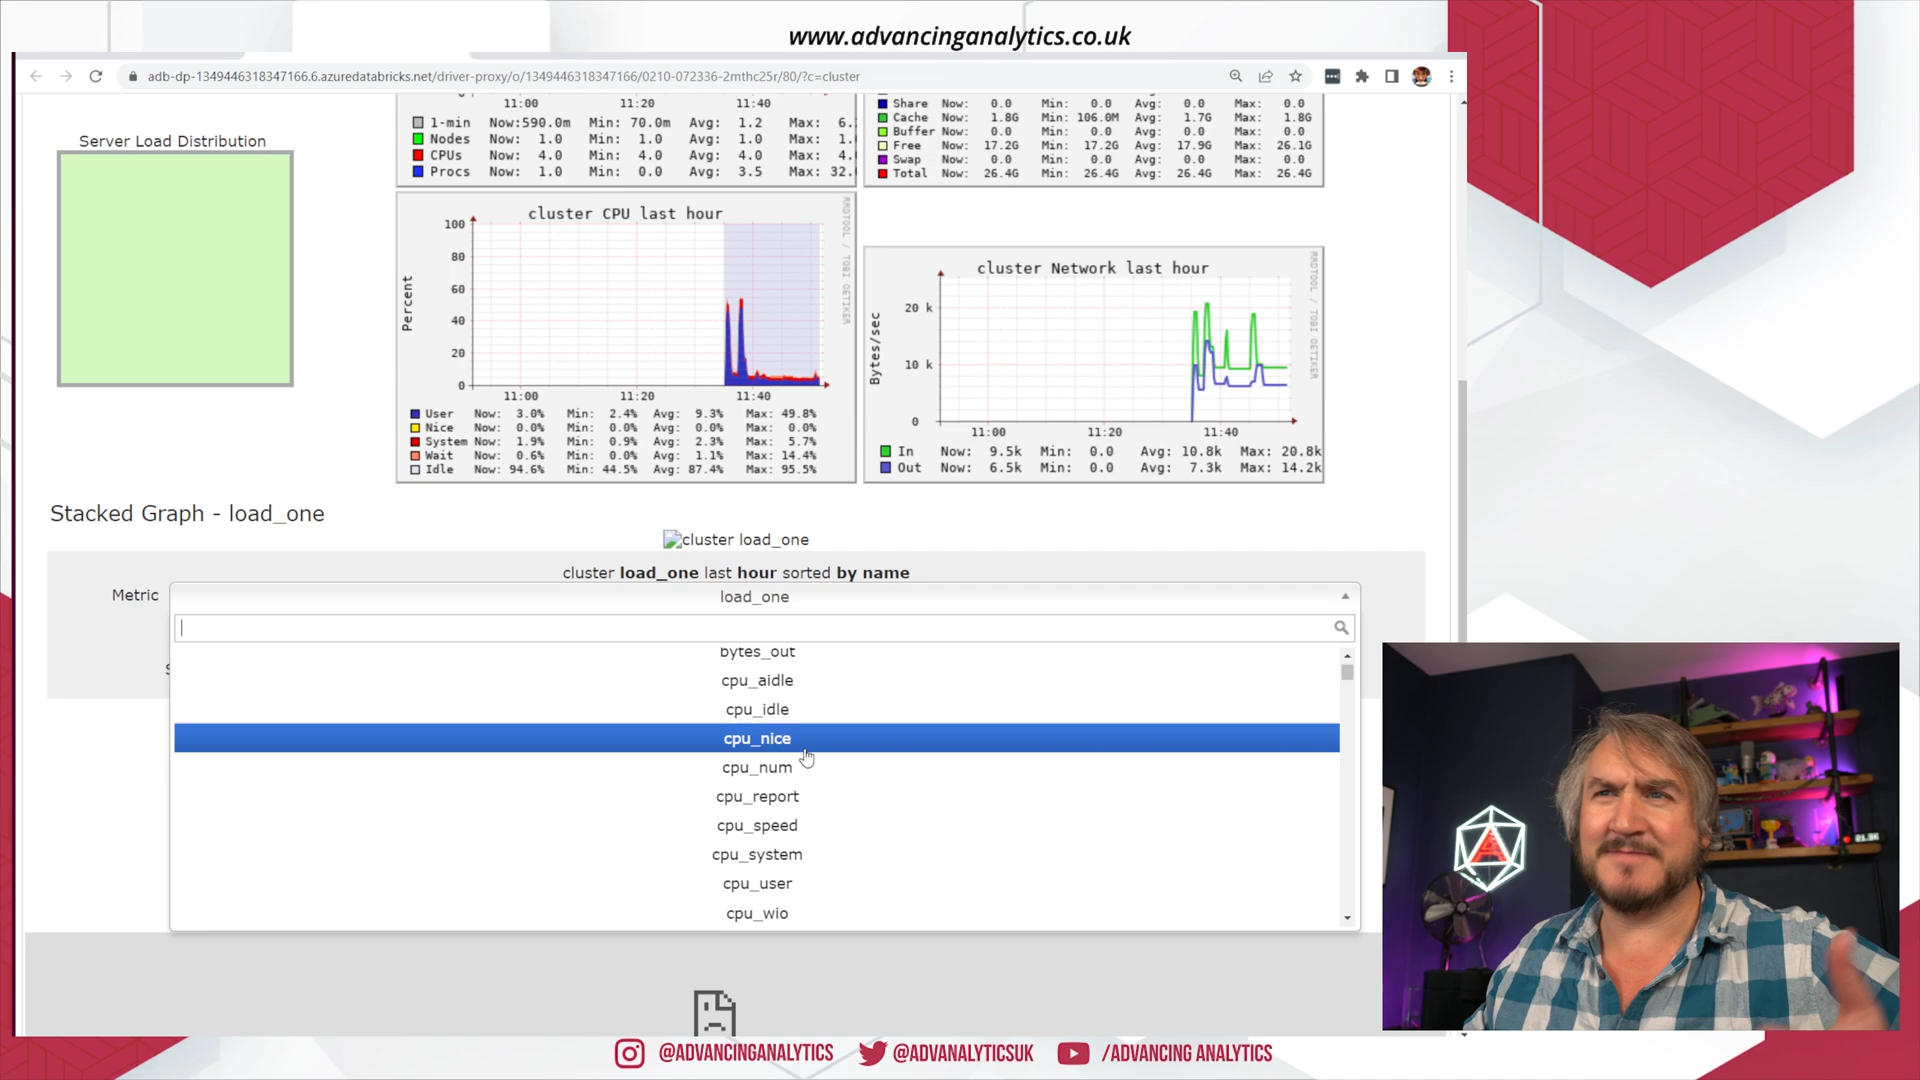 www.advancinganalytics.co.uk
adb-dp-1349446318347166.6.azuredatabricks.net/driver-proxy/o/1349446318347166/0210-072336-2mthc25r/80/?c=cluster
Server Load Distribution
11:00 11:20 11:40
1-min Now:590.0m Min: 70.0m Avg: 1.2 Max: 6.
Nodes Now: 1.0 Min: 1.0 Avg: 1.0 Max: 1.
CPUs Now: 4.0 Min: 4.0 Avg: 4.0 Max: 4.
Procs Now: 1.0 Min: 0.0 Avg: 3.5 Max: 32.
Share Now: 0.0 Min: 0.0 Avg: 0.0 Max: 0.0
Cache Now: 1.8G Min: 106.0M Avg: 1.7G Max: 1.8G
Buffer Now: 0.0 Min: 0.0 Avg: 0.0 Max: 0.0
Free Now: 17.2G Min: 17.2G Avg: 17.9G Max: 26.1G
Swap Now: 0.0 Min: 0.0 Avg: 0.0 Max: 0.0
Total Now: 26.4G Min: 26.4G Avg: 26.4G Max: 26.4G
cluster CPU last hour
RRDTOOL / TOBI OETIKER
Percent
100
80
60
40
20
0
11:00 11:20 11:40
User Now: 3.0% Min: 2.4% Avg: 9.3% Max: 49.8%
Nice Now: 0.0% Min: 0.0% Avg: 0.0% Max: 0.0%
System Now: 1.9% Min: 0.9% Avg: 2.3% Max: 5.7%
Wait Now: 0.6% Min: 0.0% Avg: 1.1% Max: 14.4%
Idle Now: 94.6% Min: 44.5% Avg: 87.4% Max: 95.5%
cluster Network last hour
RRDTOOL / TOBI OETIKER
Bytes/sec
20 k
10 k
0
11:00 11:20 11:40
In Now: 9.5k Min: 0.0 Avg: 10.8k Max: 20.8k
Out Now: 6.5k Min: 0.0 Avg: 7.3k Max: 14.2k
Stacked Graph - load_one
cluster load_one
cluster load_one last hour sorted by name
Metric
load_one
bytes_out
cpu_aidle
cpu_idle
cpu_nice
cpu_num
cpu_report
cpu_speed
cpu_system
cpu_user
cpu_wio
@ADVANCINGANALYTICS @ADVANALYTICSUK /ADVANCING ANALYTICS